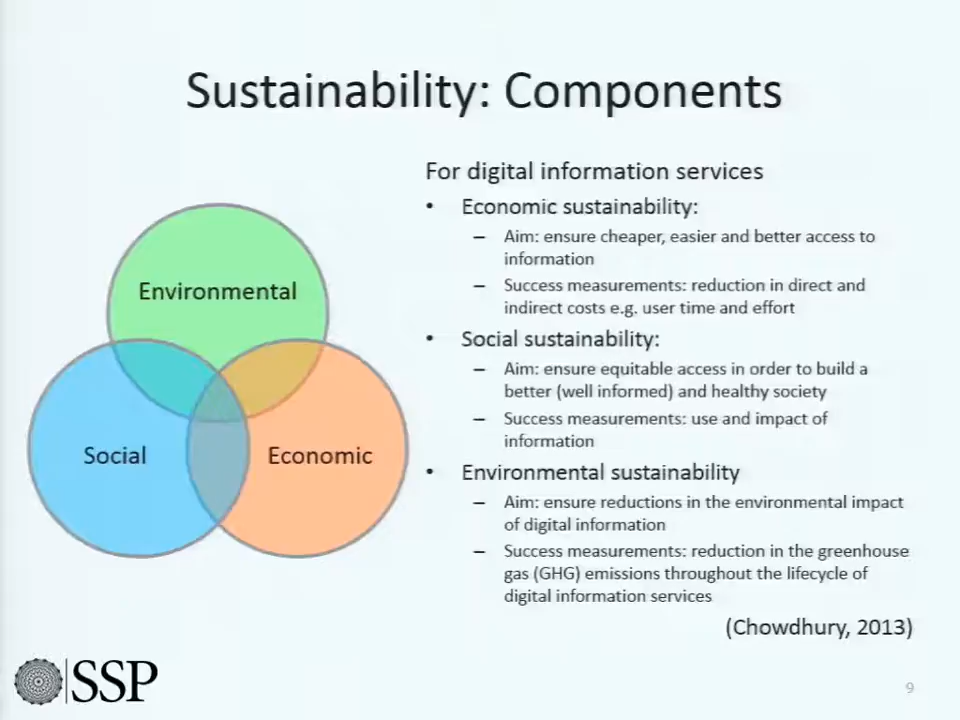 Sustainability: Components
Environmental
Social
Economic
For digital information services
• Economic sustainability:
– Aim: ensure cheaper, easier and better access to
information
– Success measurements: reduction in direct and
indirect costs e.g. user time and effort
• Social sustainability:
– Aim: ensure equitable access in order to build a
better (well informed) and healthy society
– Success measurements: use and impact of
information
• Environmental sustainability
– Aim: ensure reductions in the environmental impact
of digital information
– Success measurements: reduction in the greenhouse
gas (GHG) emissions throughout the lifecycle of
digital information services
(Chowdhury, 2013)
SSP
9